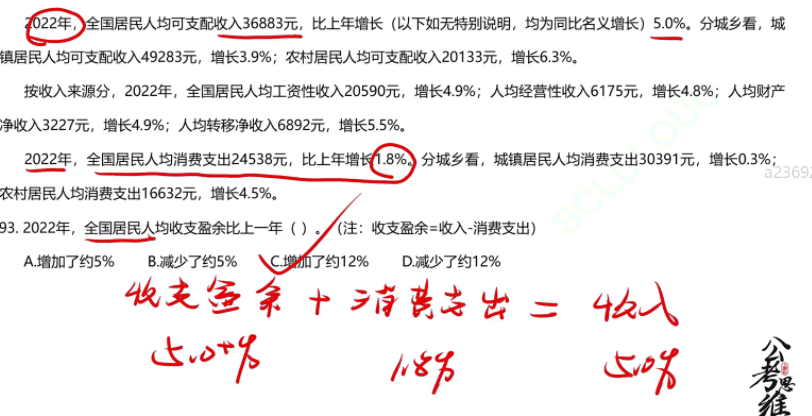 2022年，全国居民人均可支配收入36883元，比上年增长（以下如无特别说明，均为同比名义增长）5.0%。分城乡看，城
镇居民人均可支配收入49283元，增长3.9%；农村居民人均可支配收入20133元，增长6.3%。
按收入来源分，2022年，全国居民人均工资性收入20590元，增长4.9%；人均经营性收入6175元，增长4.8%；人均财产
净收入3227元，增长4.9%；人均转移净收入6892元，增长5.5%。
2022年，全国居民人均消费支出24538元，比上年增长1.8%。分城乡看，城镇居民人均消费支出30391元，增长0.3%；
农村居民人均消费支出16632元，增长4.5%。
a23692
93. 2022年，全国居民人均收支盈余比上一年（ ）。（注：收支盈余=收入-消费支出）
A.增加了约5% B.减少了约5% C.增加了约12% D.减少了约12%
收支盈余 + 消费支出 = 收入
5.0+% 1.8% 5.0%
公考思维